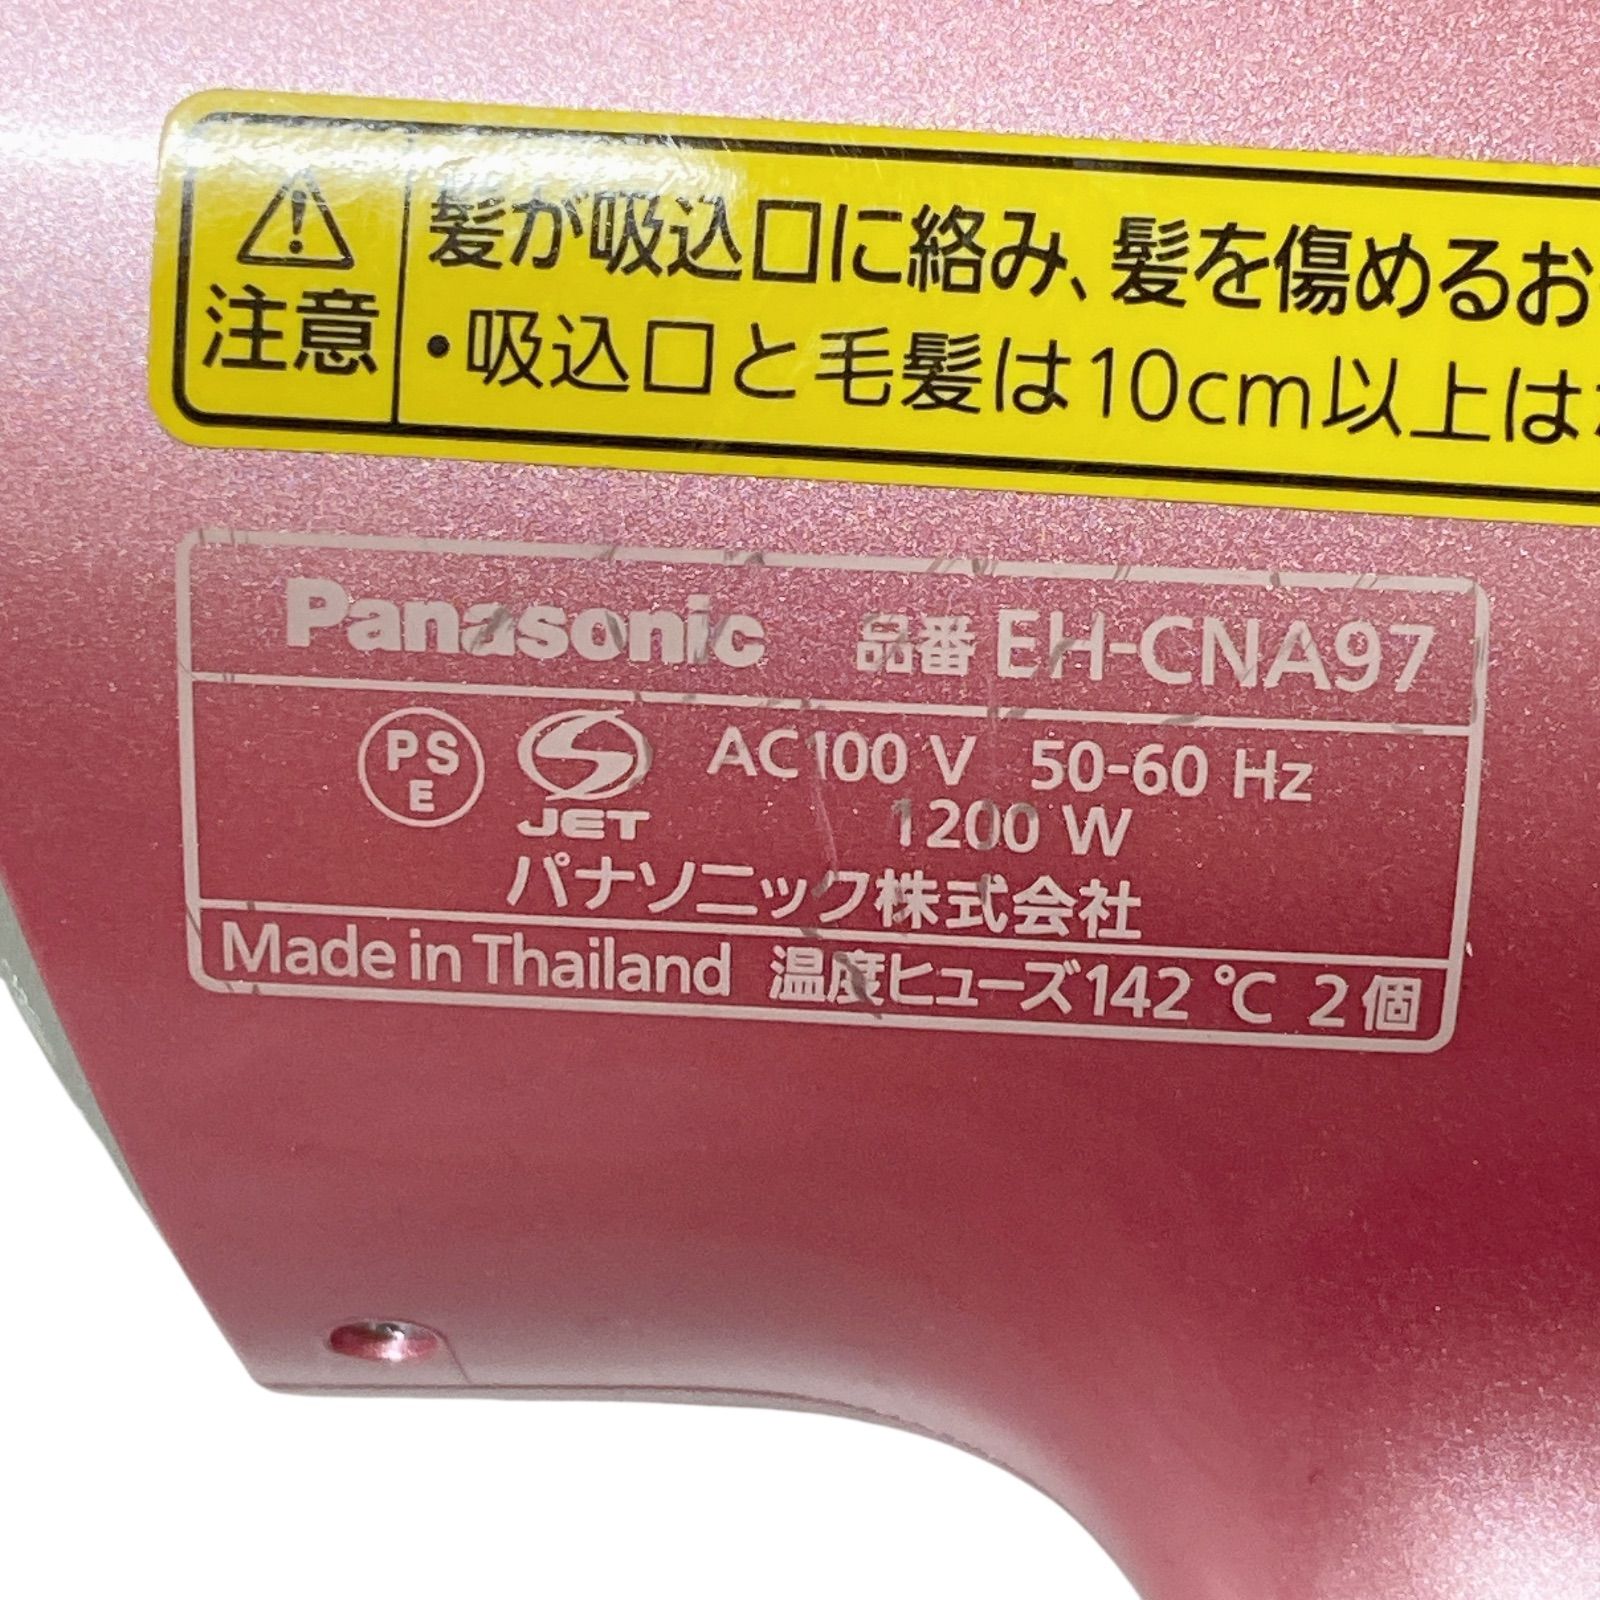 注意
髪が吸込口に絡み、髪を傷めるお
・吸込口と毛髪は10cm以上は
Panasonic 品番 EH-CNA97
PSE JET AC100 V 50-60 Hz
1200 W
パナソニック株式会社
Made in Thailand 温度ヒューズ142 ℃ 2個